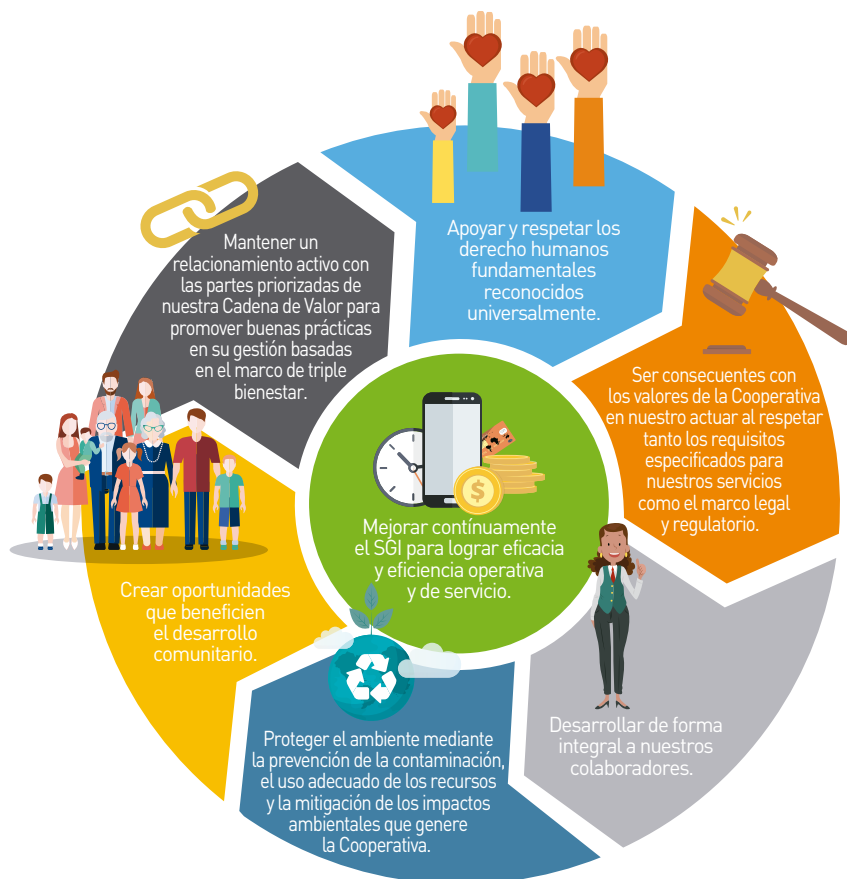 Apoyar y respetar los
derecho humanos
fundamentales
reconocidos
universalmente.
Ser consecuentes con
los valores de la Cooperativa
en nuestro actuar al respetar
tanto los requisitos
especificados para
nuestros servicios
como el marco legal
y regulatorio.
Desarrollar de forma
integral a nuestros
colaboradores.
Proteger el ambiente mediante
la prevención de la contaminación,
el uso adecuado de los recursos
y la mitigación de los impactos
ambientales que genere
la Cooperativa.
Crear oportunidades
que beneficien
el desarrollo
comunitario.
Mantener un
relacionamiento activo con
las partes priorizadas de
nuestra Cadena de Valor para
promover buenas prácticas
en su gestión basadas
en el marco de triple
bienestar.
$
Mejorar contínuamente
el SGI para lograr eficacia
y eficiencia operativa
y de servicio.